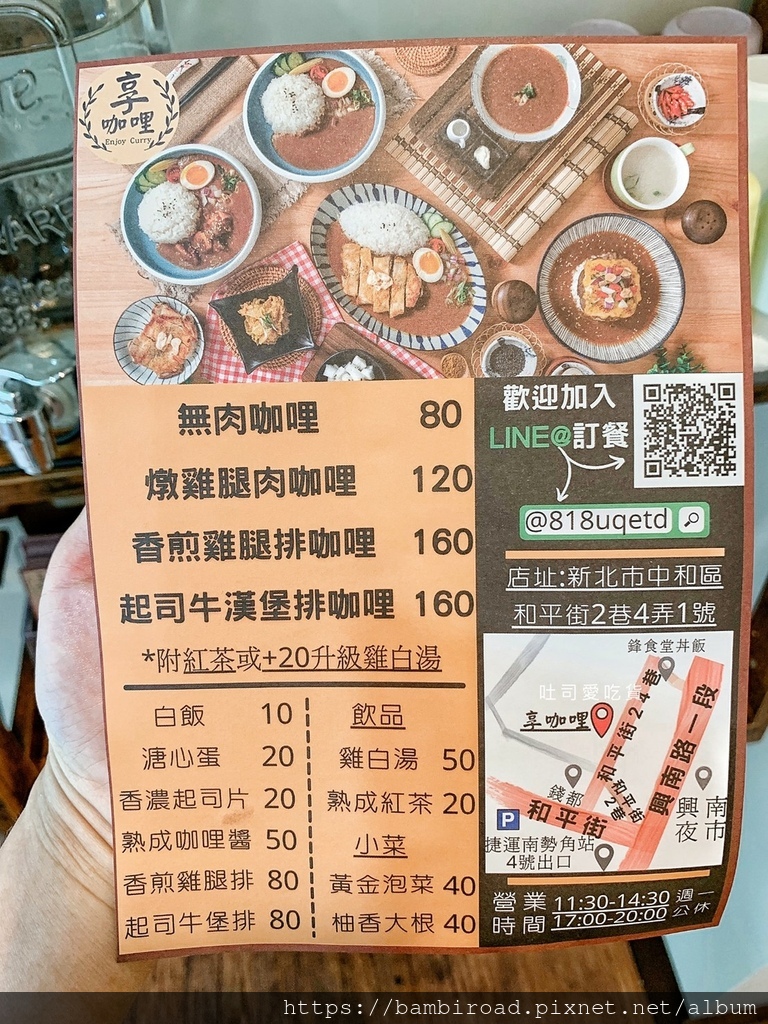 享
咖哩
Enjoy Curry
無肉咖哩 80
燉雞腿肉咖哩 120
香煎雞腿排咖哩 160
起司牛漢堡排咖哩 160
*附紅茶或+20升級雞白湯
白飯 10
溏心蛋 20
香濃起司片 20
熟成咖哩醬 50
香煎雞腿排 80
起司牛堡排 80
飲品
雞白湯 50
熟成紅茶 20
小菜
黃金泡菜 40
柚香大根 40
歡迎加入
LINE@訂餐
@818uqetd
店址:新北市中和區
和平街2巷4弄1號
鋒食堂丼飯
吐司愛吃貨
享咖哩
和平街24巷
和平街2巷
興南路一段
錢都
和平街
興南
夜市
P
捷運南勢角站
4號出口
營業時間 11:30-14:30
17:00-20:00
週一公休
https://bambiroad.pixnet.net/album